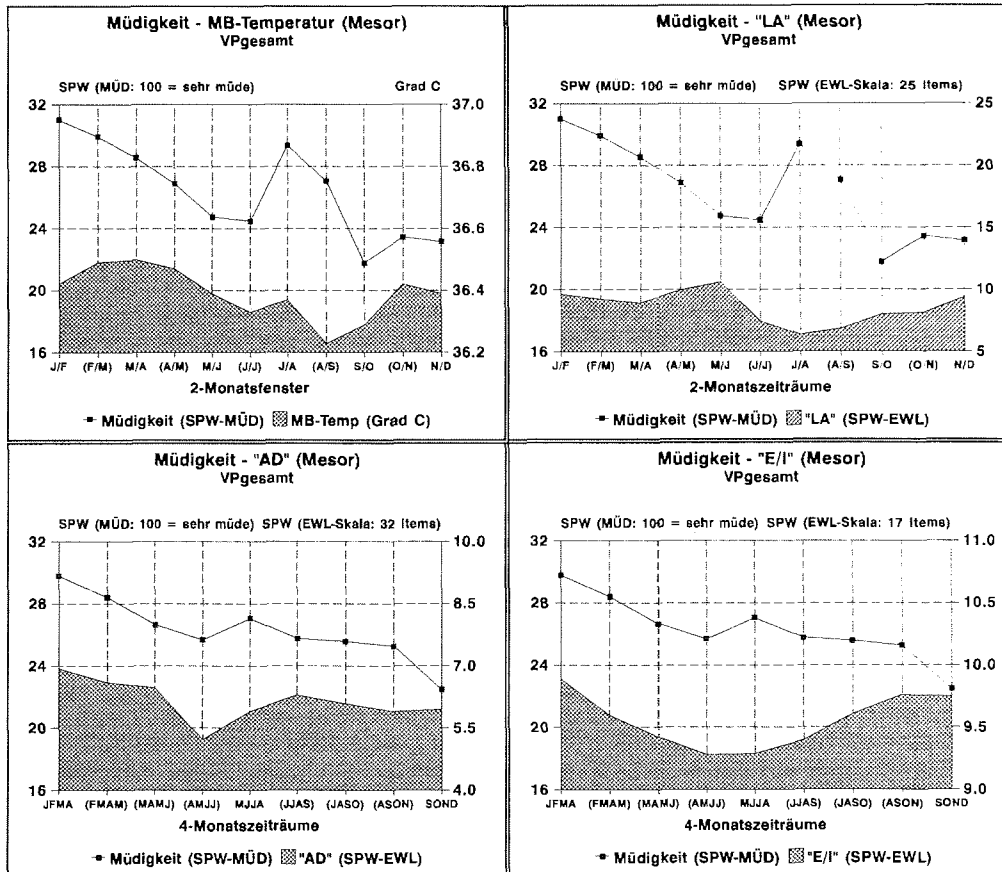 Müdigkeit - MB-Temperatur (Mesor)
VPgesamt
SPW (MÜD: 100 = sehr müde) Grad C
32 37.0
28 36.8
24 36.6
20 36.4
16 36.2
J/F (F/M) M/A (A/M) M/J (J/J) J/A (A/S) S/O (O/N) N/D
2-Monatsfenster
Müdigkeit (SPW-MÜD) MB-Temp (Grad C)
Müdigkeit - "LA" (Mesor)
VPgesamt
SPW (MÜD: 100 = sehr müde) SPW (EWL-Skala: 25 Items)
32 25
28 20
24 15
20 10
16 5
J/F (F/M) M/A (A/M) M/J (J/J) J/A (A/S) S/O (O/N) N/D
2-Monatszeiträume
Müdigkeit (SPW-MÜD) "LA" (SPW-EWL)
Müdigkeit - "AD" (Mesor)
VPgesamt
SPW (MÜD: 100 = sehr müde) SPW (EWL-Skala: 32 Items)
32 10.0
28 8.5
24 7.0
20 5.5
16 4.0
JFMA (FMAM) (MAMJ) (AMJJ) MJJA (JJAS) (JASO) (ASON) SOND
4-Monatszeiträume
Müdigkeit (SPW-MÜD) "AD" (SPW-EWL)
Müdigkeit - "E/I" (Mesor)
VPgesamt
SPW (MÜD: 100 = sehr müde) SPW (EWL-Skala: 17 Items)
32 11.0
28 10.5
24 10.0
20 9.5
16 9.0
JFMA (FMAM) (MAMJ) (AMJJ) MJJA (JJAS) (JASO) (ASON) SOND
4-Monatszeiträume
Müdigkeit (SPW-MÜD) "E/I" (SPW-EWL)